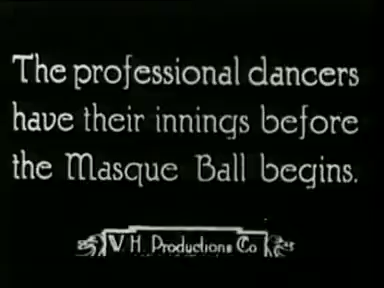 The professional dancers
have their innings before
the Masque Ball begins.
V. H. Productions Co